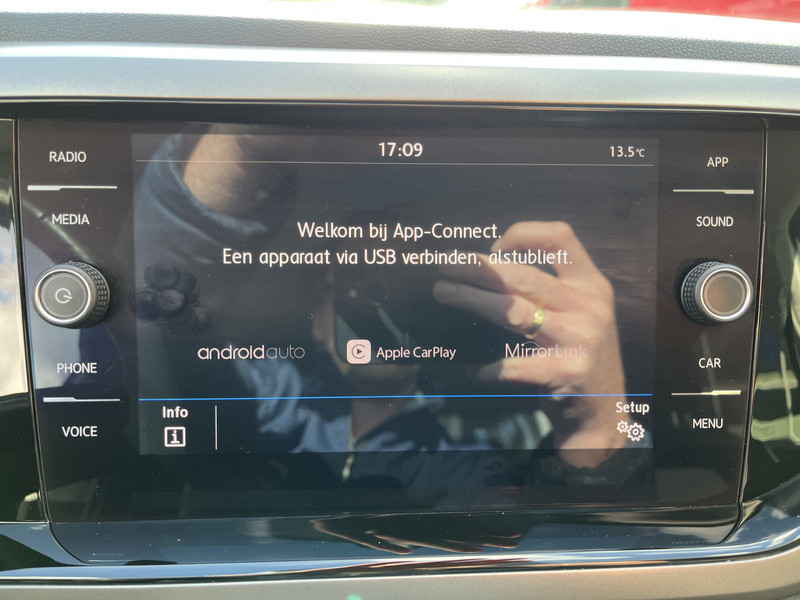 17:09
13.5°C
RADIO
MEDIA
PHONE
VOICE
Welkom bij App-Connect.
Een apparaat via USB verbinden, alstublieft.
androidauto
Apple CarPlay
MirrorLink
Info
Setup
APP
SOUND
CAR
MENU